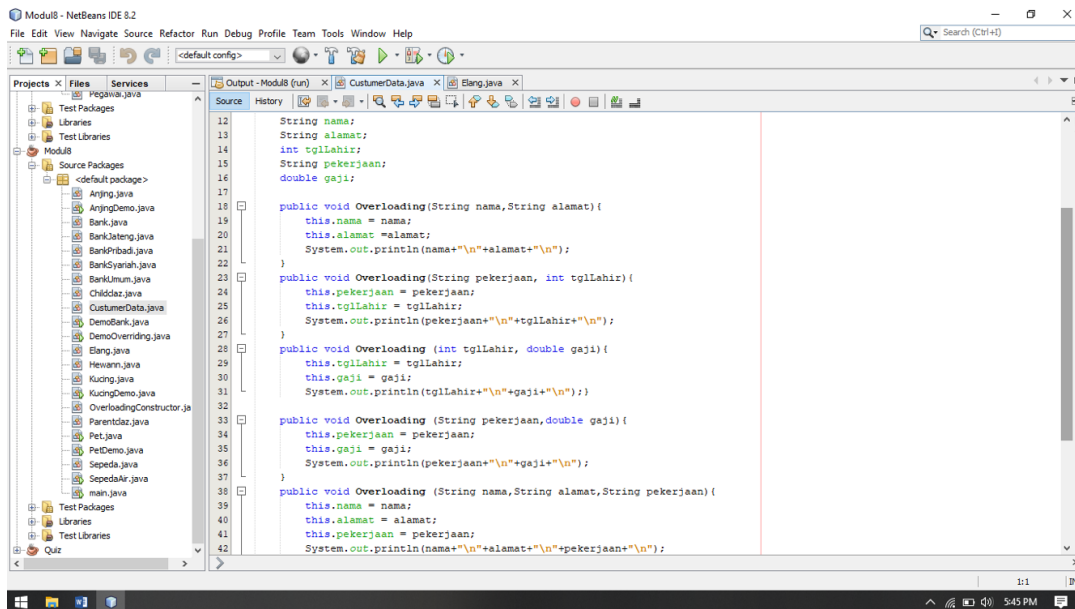 Modul8 - NetBeans IDE 8.2
File Edit View Navigate Source Refactor Run Debug Profile Team Tools Window Help
Search (Ctrl+I)
<default config>
Projects Files Services
Output - Modul8 (run) CustumerData.java Elang.java
Source History
Pegawai.java
Test Packages
Libraries
Test Libraries
Modul8
Source Packages
<default package>
Anjing.java
AnjingDemo.java
Bank.java
BankJateng.java
BankPribadi.java
BankSyariah.java
BankUmum.java
Childclaz.java
CustumerData.java
DemoBank.java
DemoOverriding.java
Elang.java
Hewann.java
Kucing.java
KucingDemo.java
OverloadingConstructor.ja
Parentclaz.java
Pet.java
PetDemo.java
Sepeda.java
SepedaAir.java
main.java
Test Packages
Libraries
Test Libraries
Quiz
12 String nama;
13 String alamat;
14 int tglLahir;
15 String pekerjaan;
16 double gaji;
17
18 public void Overloading(String nama,String alamat){
19 this.nama = nama;
20 this.alamat =alamat;
21 System.out.println(nama+"\n"+alamat+"\n");
22 }
23 public void Overloading(String pekerjaan, int tglLahir){
24 this.pekerjaan = pekerjaan;
25 this.tglLahir = tglLahir;
26 System.out.println(pekerjaan+"\n"+tglLahir+"\n");
27 }
28 public void Overloading (int tglLahir, double gaji){
29 this.tglLahir = tglLahir;
30 this.gaji = gaji;
31 System.out.println(tglLahir+"\n"+gaji+"\n");}
32
33 public void Overloading (String pekerjaan,double gaji){
34 this.pekerjaan = pekerjaan;
35 this.gaji = gaji;
36 System.out.println(pekerjaan+"\n"+gaji+"\n");
37 }
38 public void Overloading (String nama,String alamat,String pekerjaan){
39 this.nama = nama;
40 this.alamat = alamat;
41 this.pekerjaan = pekerjaan;
42 System.out.println(nama+"\n"+alamat+"\n"+pekerjaan+"\n");
1:1
5:45 PM